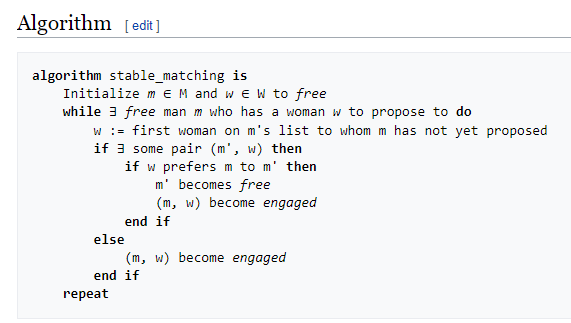 Algorithm [ edit ]
algorithm stable_matching is
Initialize m ∈ M and w ∈ W to free
while ∃ free man m who has a woman w to propose to do
w := first woman on m's list to whom m has not yet proposed
if ∃ some pair (m', w) then
if w prefers m to m' then
m' becomes free
(m, w) become engaged
end if
else
(m, w) become engaged
end if
repeat